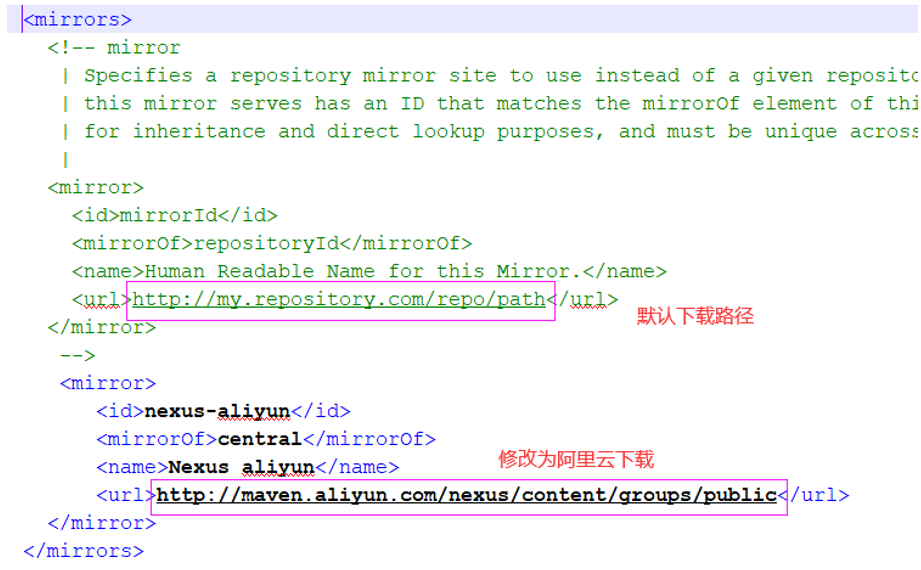 <mirrors>
<!-- mirror
| Specifies a repository mirror site to use instead of a given reposito
| this mirror serves has an ID that matches the mirrorOf element of thi
| for inheritance and direct lookup purposes, and must be unique across
|
<mirror>
<id>mirrorId</id>
<mirrorOf>repositoryId</mirrorOf>
<name>Human Readable Name for this Mirror.</name>
<url>http://my.repository.com/repo/path</url>
默认下载路径
</mirror>
-->
<mirror>
<id>nexus-aliyun</id>
<mirrorOf>central</mirrorOf>
<name>Nexus aliyun</name>
修改为阿里云下载
<url>http://maven.aliyun.com/nexus/content/groups/public</url>
</mirror>
</mirrors>